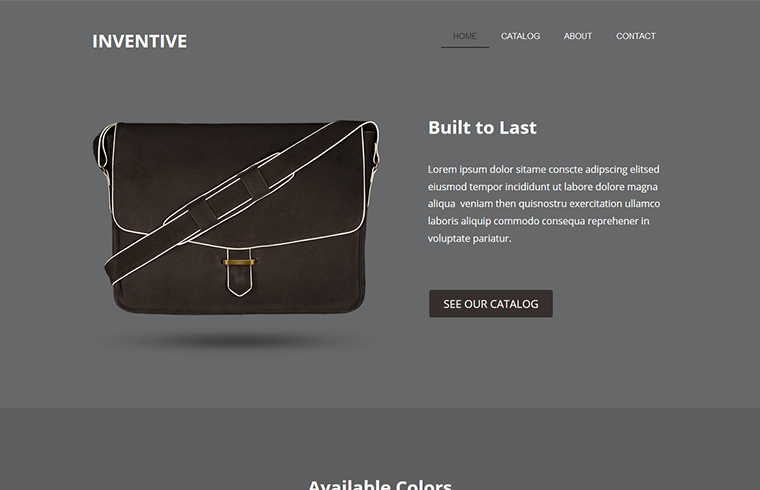 INVENTIVE
HOME CATALOG ABOUT CONTACT
Built to Last
Lorem ipsum dolor sitame conscte adipscing elitsed
eiusmod tempor incididunt ut labore dolore magna
aliqua  veniam then quisnostru exercitation ullamco
laboris aliquip commodo consequa reprehener in
voluptate pariatur.
SEE OUR CATALOG
Available Colors